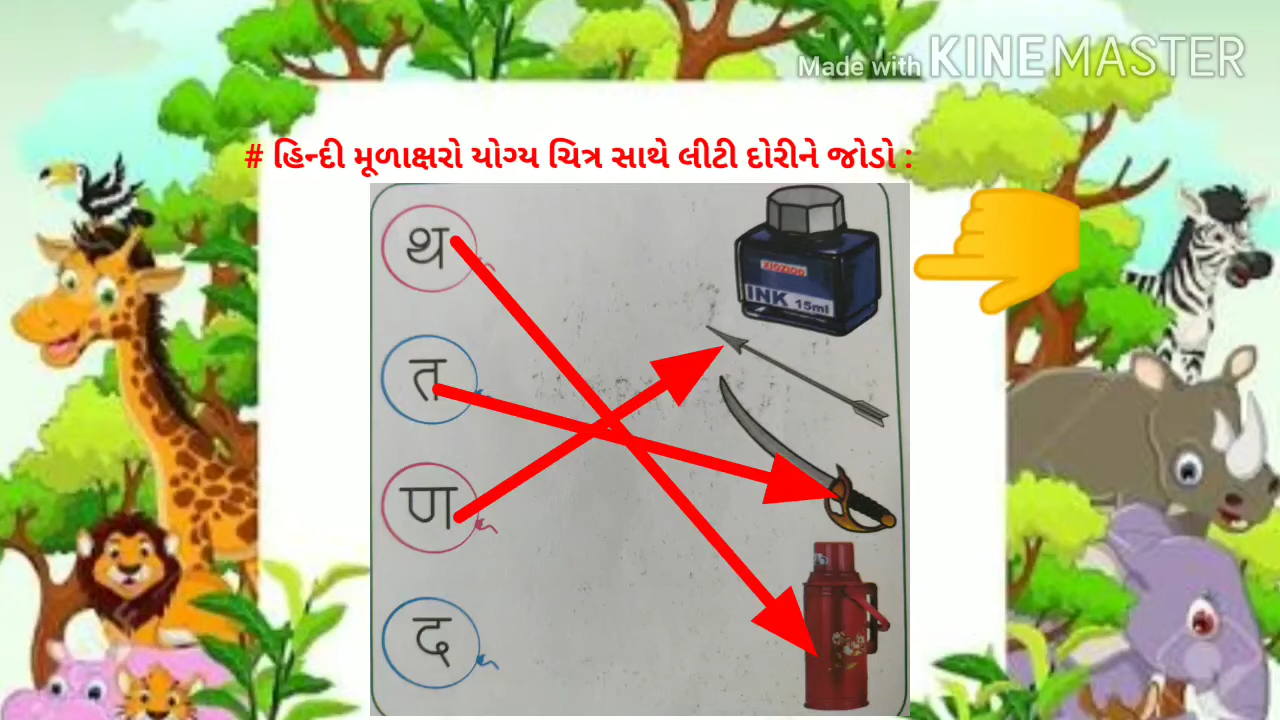 Made with KINEMASTER
# હિન્દી મૂળાક્ષરો યોગ્ય ચિત્ર સાથે લીટી દોરીને જોડો :
थ
INK 15ml
त
ण
द